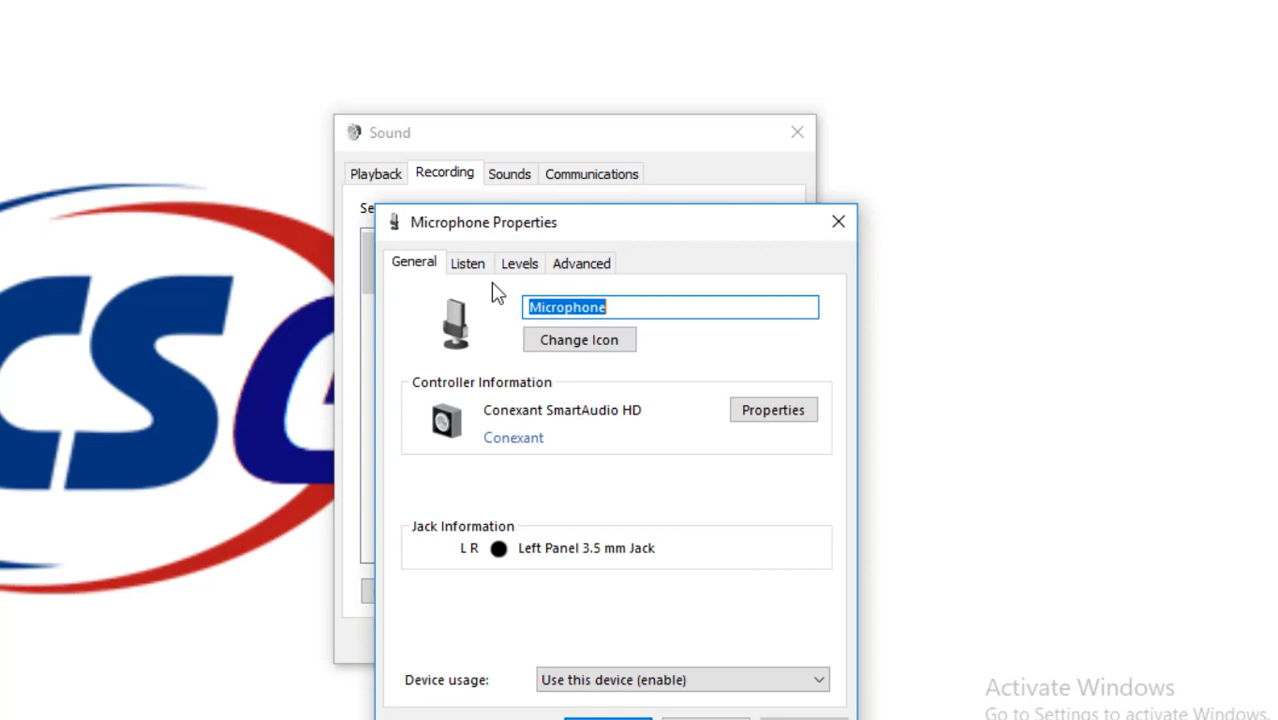 Sound
Playback Recording Sounds Communications
Se
Microphone Properties
General Listen Levels Advanced
Microphone
Change Icon
Controller Information
Conexant SmartAudio HD
Properties
Conexant
Jack Information
L R Left Panel 3.5 mm Jack
Device usage:
Use this device (enable)
CSC
Activate Windows
Go to Settings to activate Windows